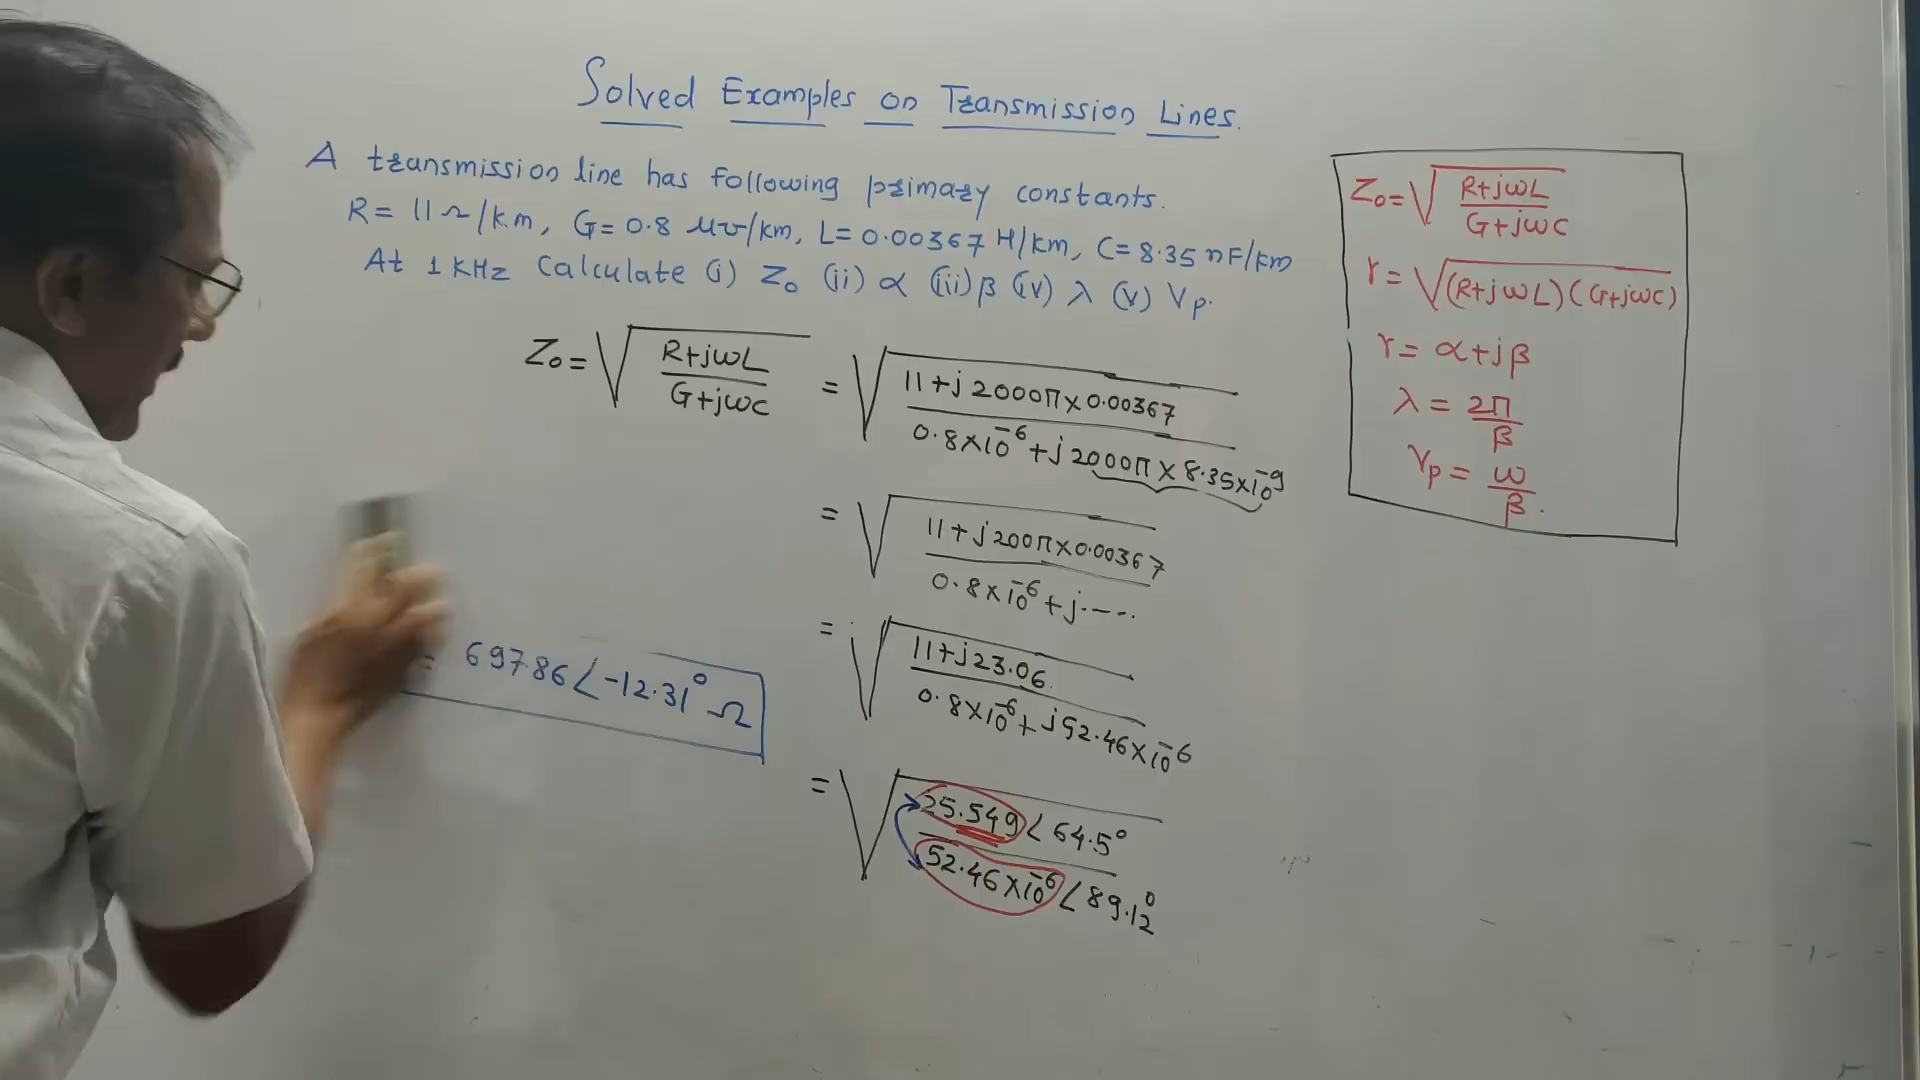 Solved Examples on Transmission Lines.
A transmission line has following primary constants.
R = 11 Ω/km, G = 0.8 µ℧/km, L = 0.00367 H/km, C = 8.35 nF/km
At 1 KHz Calculate (i) Z₀ (ii) α (iii) β (iv) λ (v) Vp.
Z₀ = √((R+jωL)/(G+jωC)) = √((11+j2000π×0.00367)/(0.8×10⁻⁶+j2000π×8.35×10⁻⁹))
= √((11+j200π×0.00367)/(0.8×10⁻⁶+j----))
= √((11+j23.06)/(0.8×10⁻⁶+j52.46×10⁻⁶))
= √((25.549∠64.5°)/(52.46×10⁻⁶∠89.12°))
= 697.86∠-12.31° Ω
Z₀ = √((R+jωL)/(G+jωC))
γ = √((R+jωL)(G+jωC))
γ = α+jβ
λ = 2π/β
Vp = ω/β.